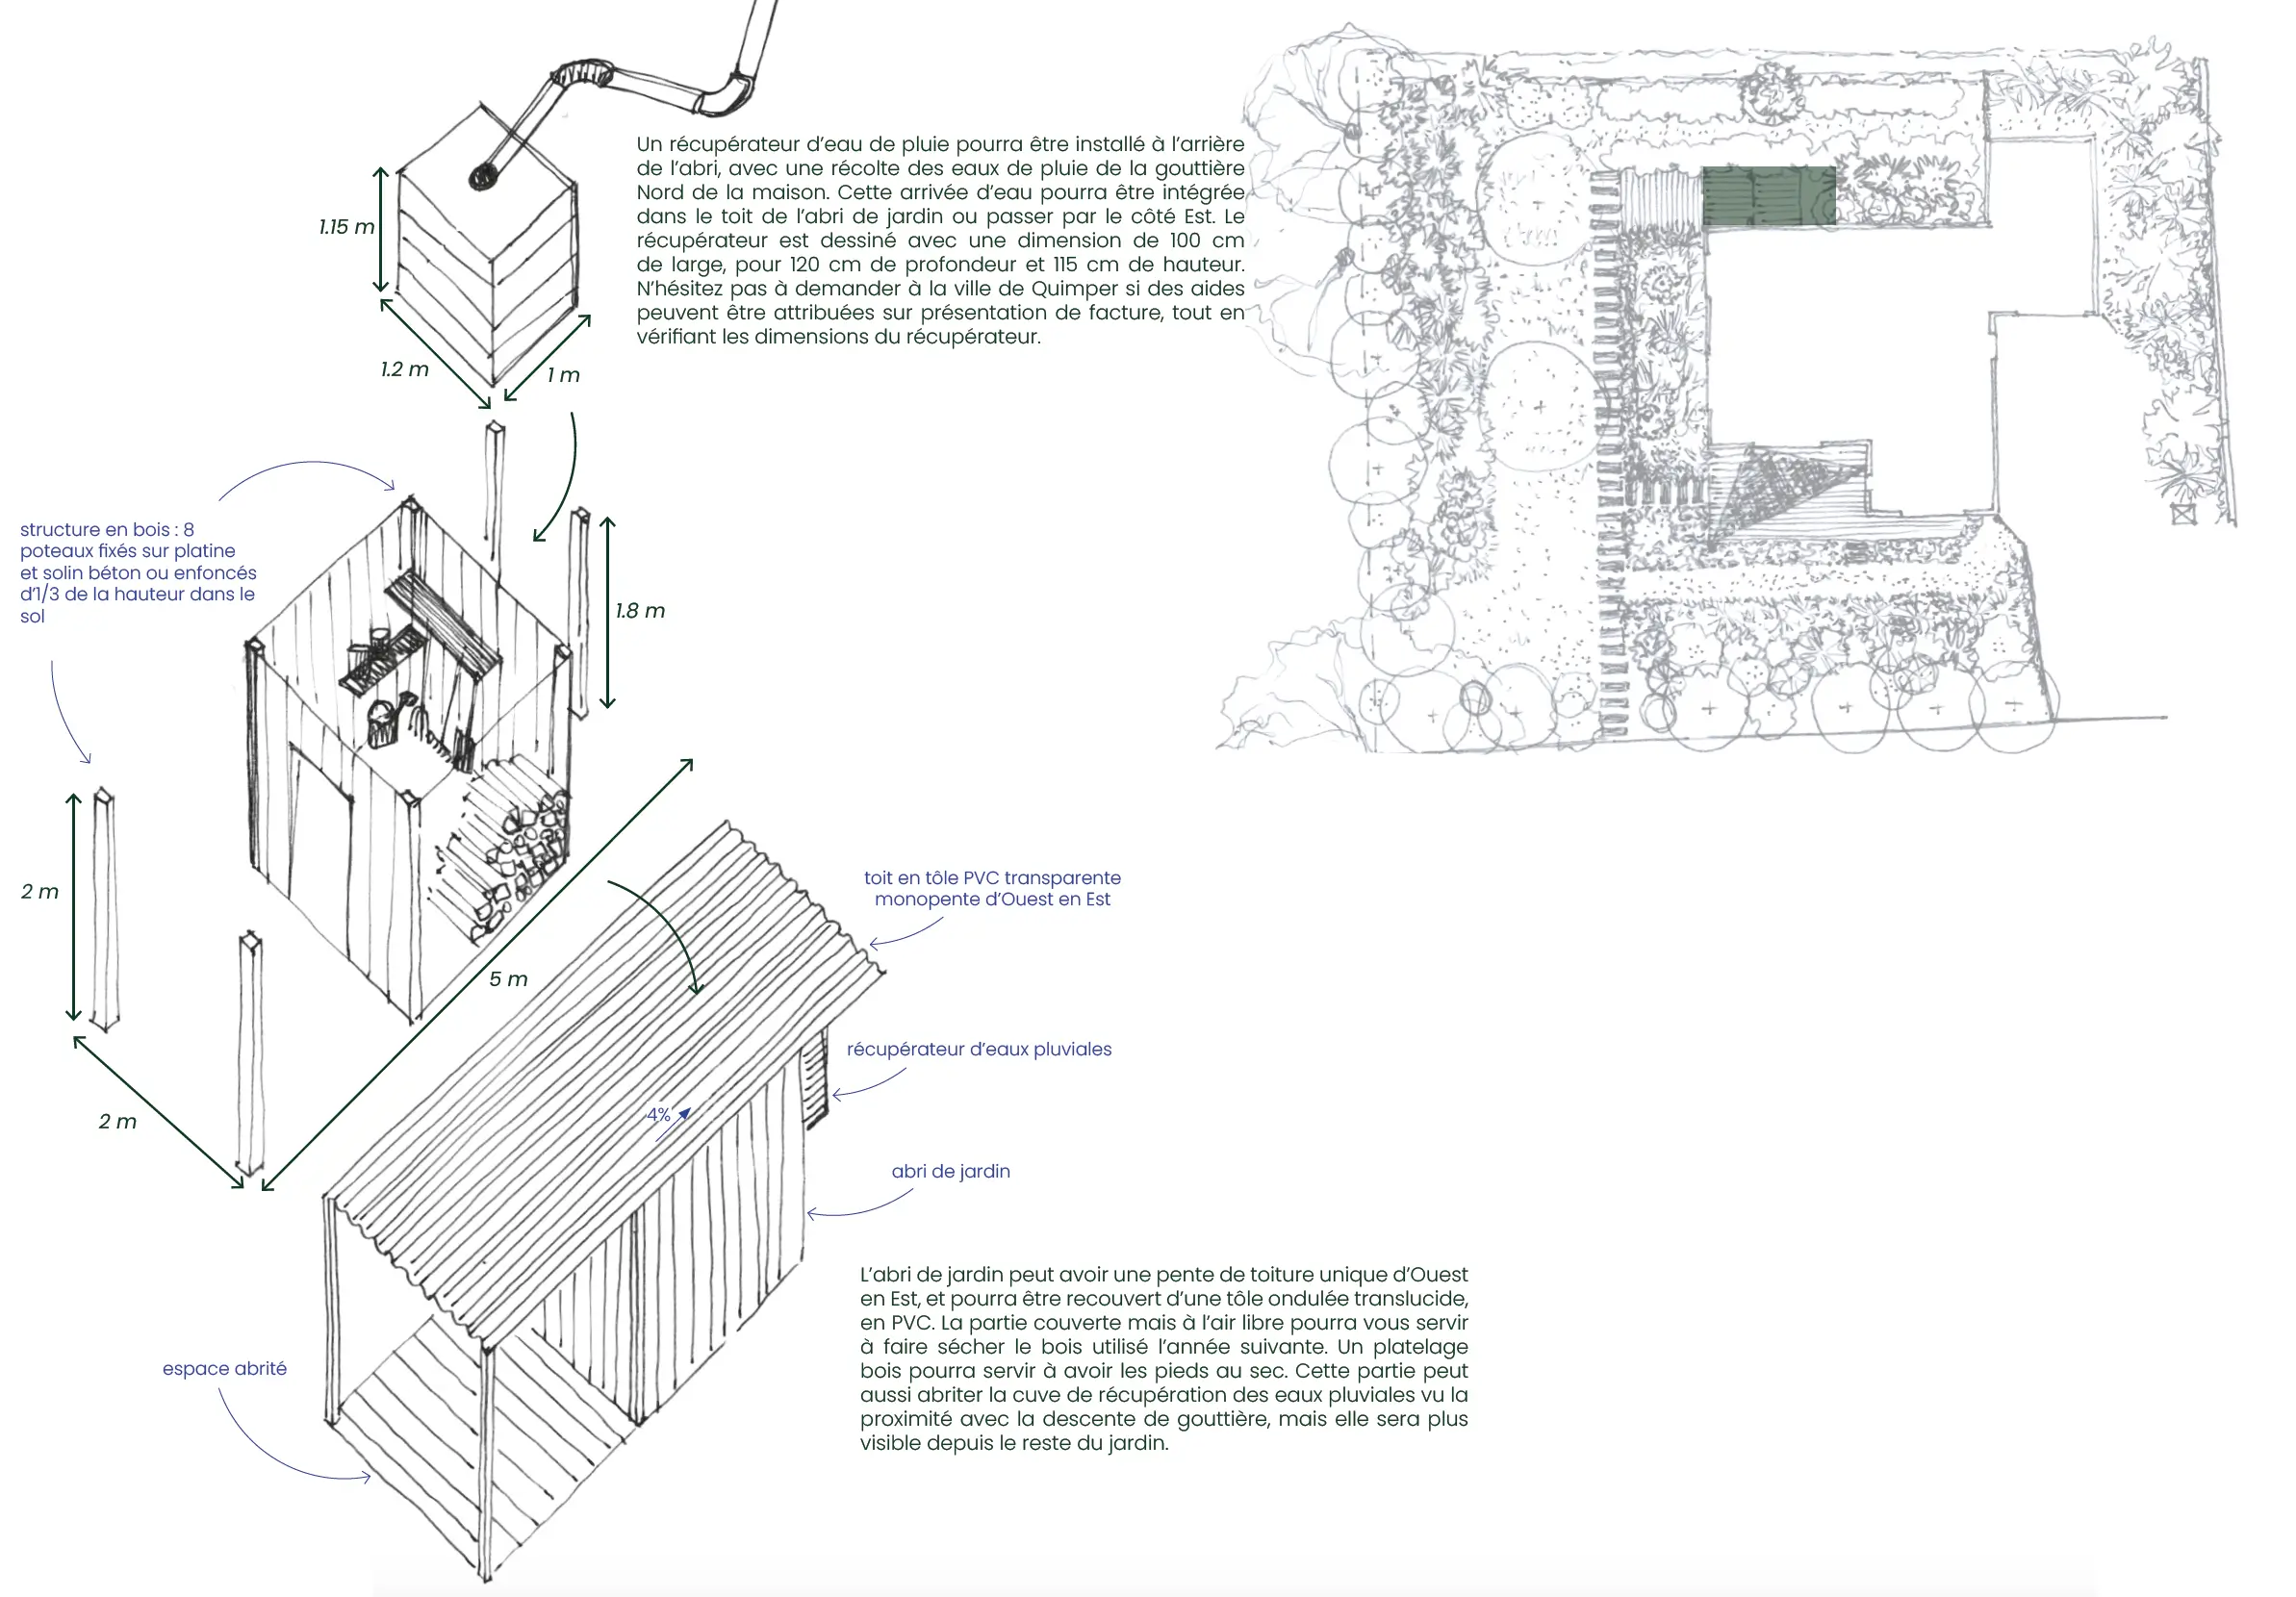 1.15 m
1.2 m
1 m
Un récupérateur d’eau de pluie pourra être installé à l’arrière
de l’abri, avec une récolte des eaux de pluie de la gouttière
Nord de la maison. Cette arrivée d’eau pourra être intégrée
dans le toit de l’abri de jardin ou passer par le côté Est. Le
récupérateur est dessiné avec une dimension de 100 cm
de large, pour 120 cm de profondeur et 115 cm de hauteur.
N’hésitez pas à demander à la ville de Quimper si des aides
peuvent être attribuées sur présentation de facture, tout en
vérifiant les dimensions du récupérateur.
structure en bois : 8
poteaux fixés sur platine
et solin béton ou enfoncés
d’1/3 de la hauteur dans le
sol
1.8 m
2 m
2 m
5 m
toit en tôle PVC transparente
monopente d’Ouest en Est
récupérateur d’eaux pluviales
4%
abri de jardin
espace abrité
L’abri de jardin peut avoir une pente de toiture unique d’Ouest
en Est, et pourra être recouvert d’une tôle ondulée translucide,
en PVC. La partie couverte mais à l’air libre pourra vous servir
à faire sécher le bois utilisé l’année suivante. Un platelage
bois pourra servir à avoir les pieds au sec. Cette partie peut
aussi abriter la cuve de récupération des eaux pluviales vu la
proximité avec la descente de gouttière, mais elle sera plus
visible depuis le reste du jardin.